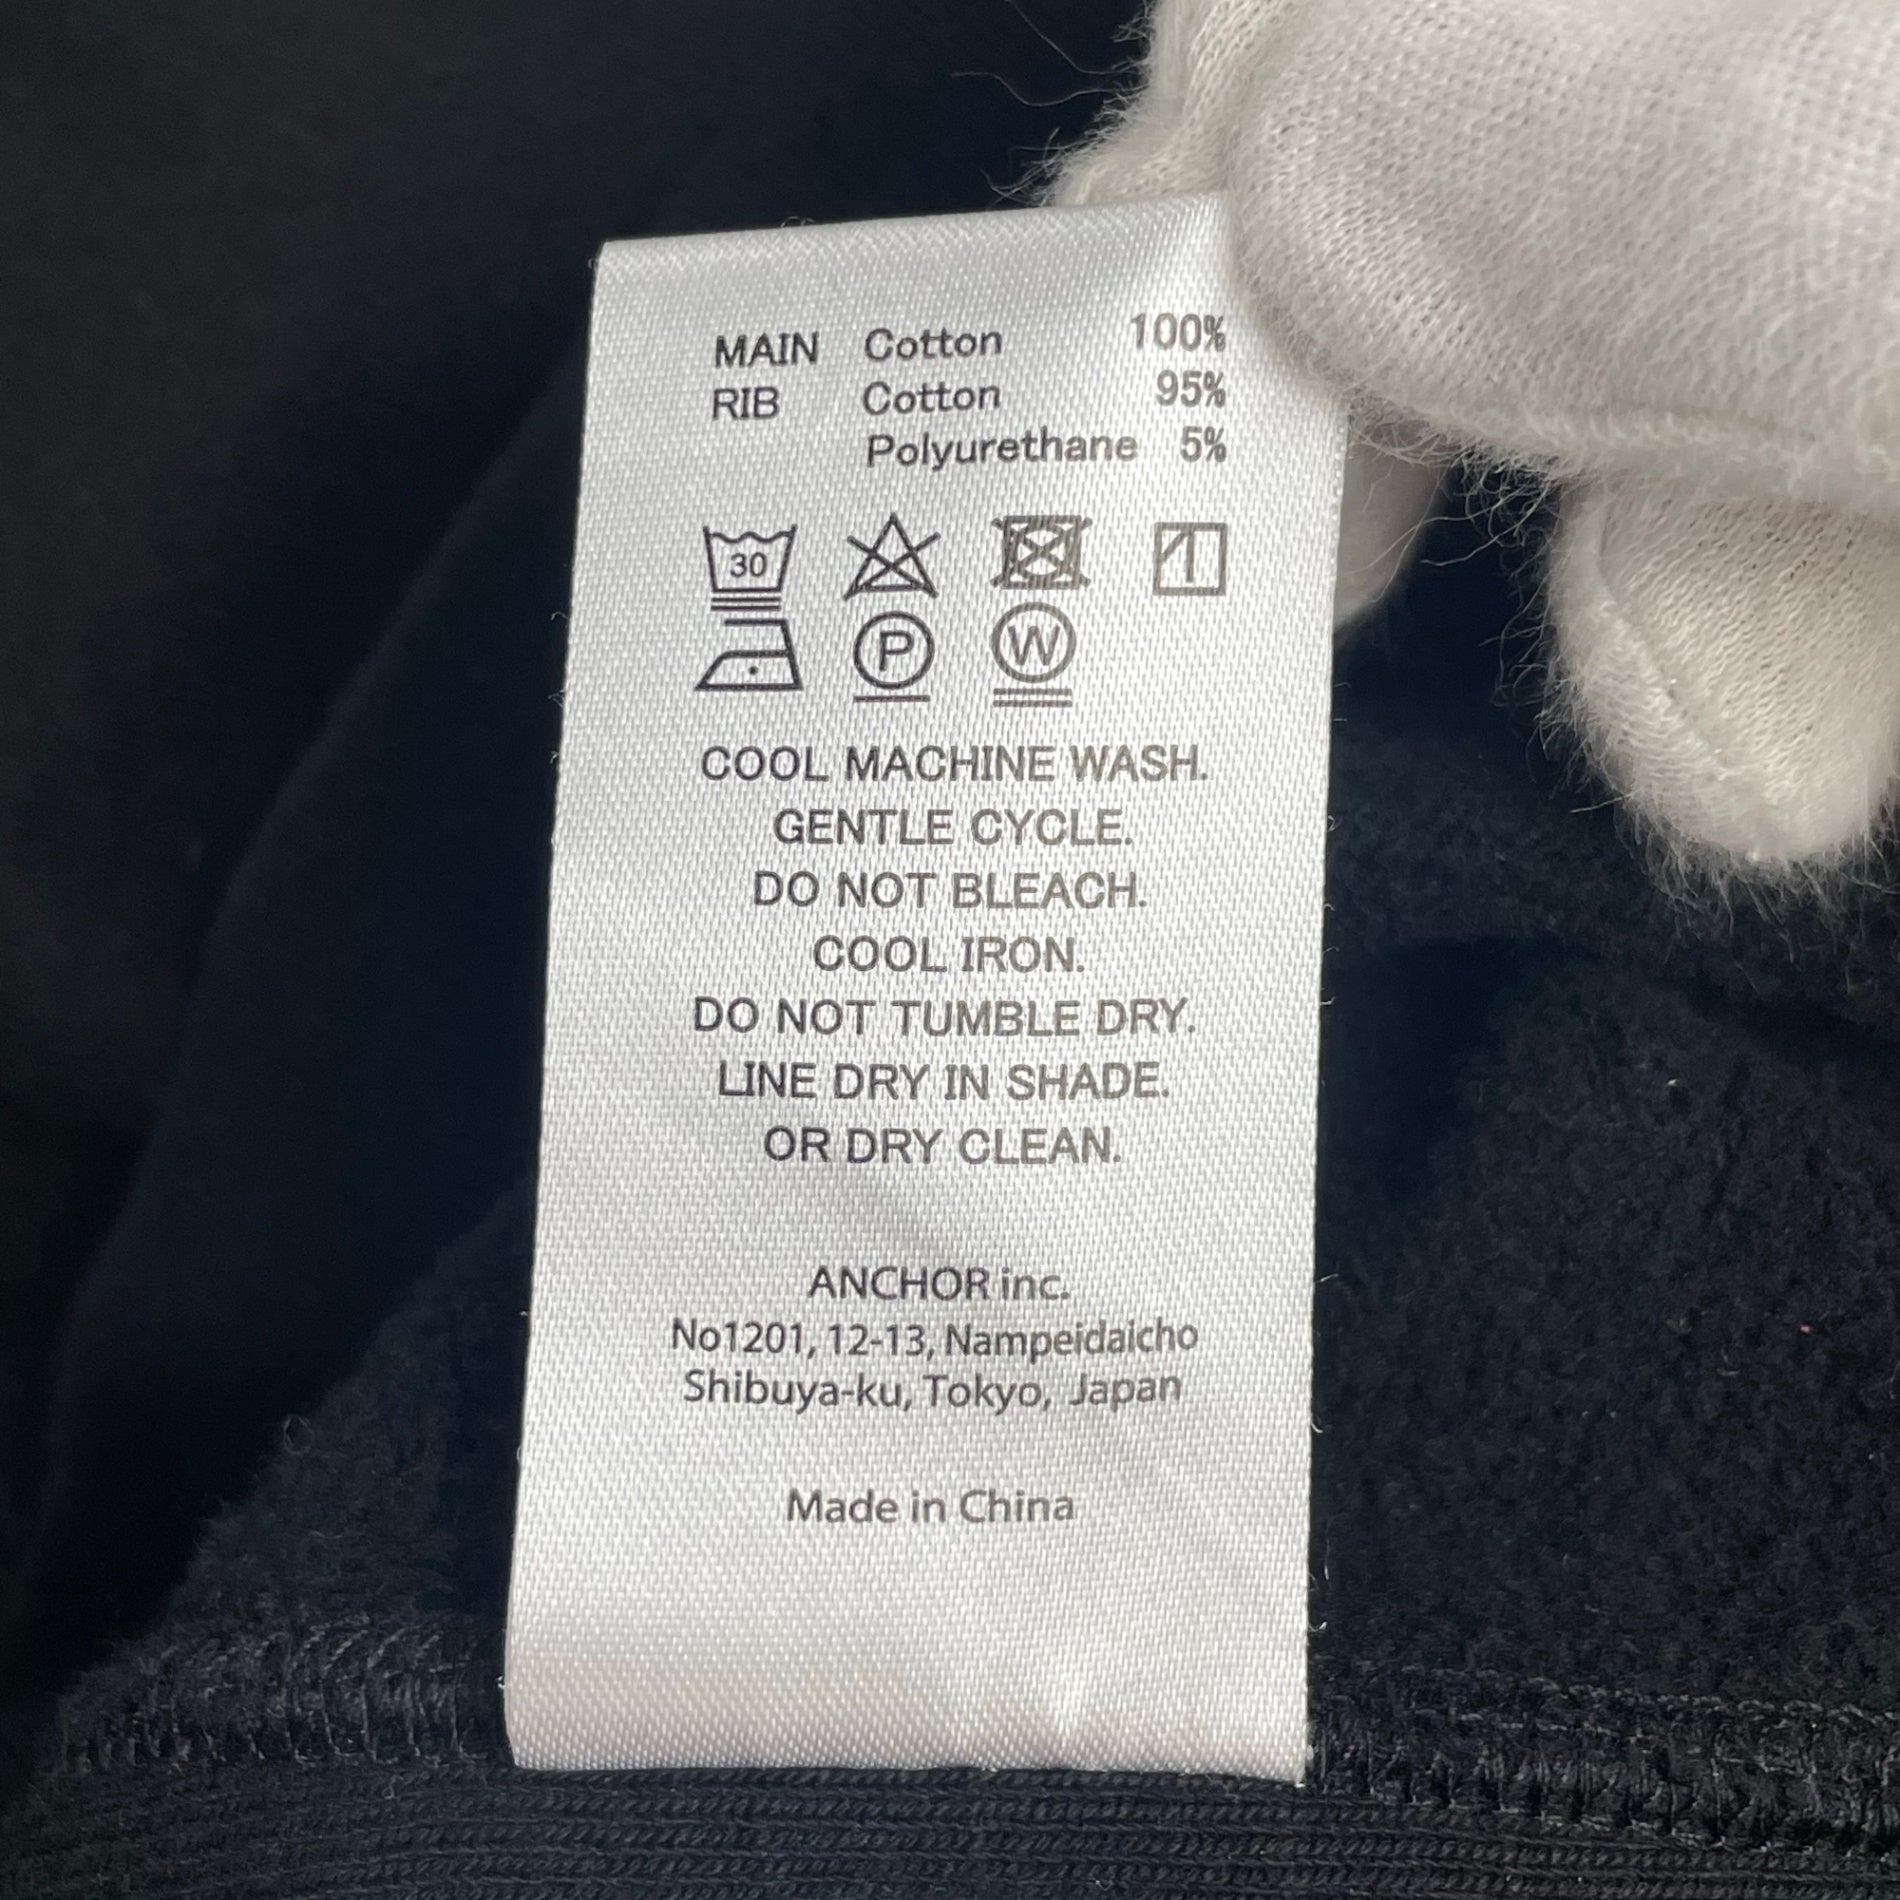 MAIN Cotton 100%
RIB Cotton 95%
Polyurethane 5%
30
P W
COOL MACHINE WASH.
GENTLE CYCLE.
DO NOT BLEACH.
COOL IRON.
DO NOT TUMBLE DRY.
LINE DRY IN SHADE.
OR DRY CLEAN.
ANCHOR inc.
No1201, 12-13, Nampeidaicho
Shibuya-ku, Tokyo, Japan
Made in China